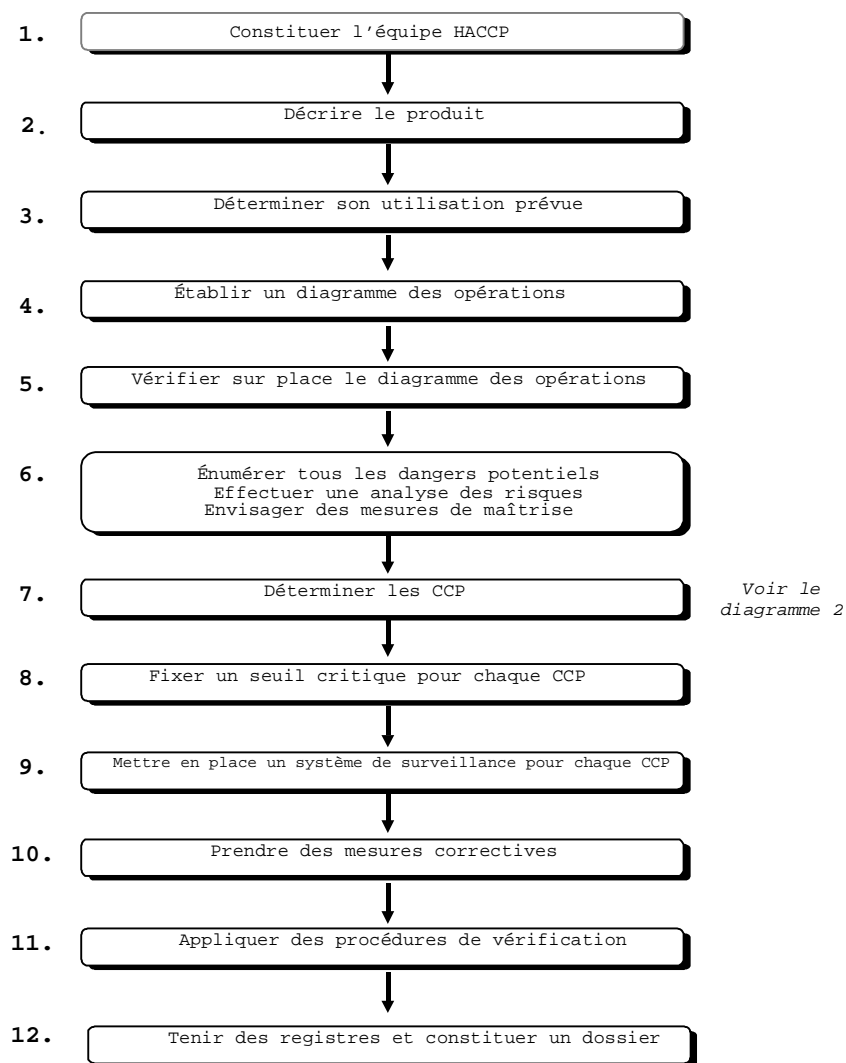 1. Constituer l'équipe HACCP
2. Décrire le produit
3. Déterminer son utilisation prévue
4. Établir un diagramme des opérations
5. Vérifier sur place le diagramme des opérations
6. Énumérer tous les dangers potentiels
Effectuer une analyse des risques
Envisager des mesures de maîtrise
7. Déterminer les CCP
Voir le
diagramme 2
8. Fixer un seuil critique pour chaque CCP
9. Mettre en place un système de surveillance pour chaque CCP
10. Prendre des mesures correctives
11. Appliquer des procédures de vérification
12. Tenir des registres et constituer un dossier